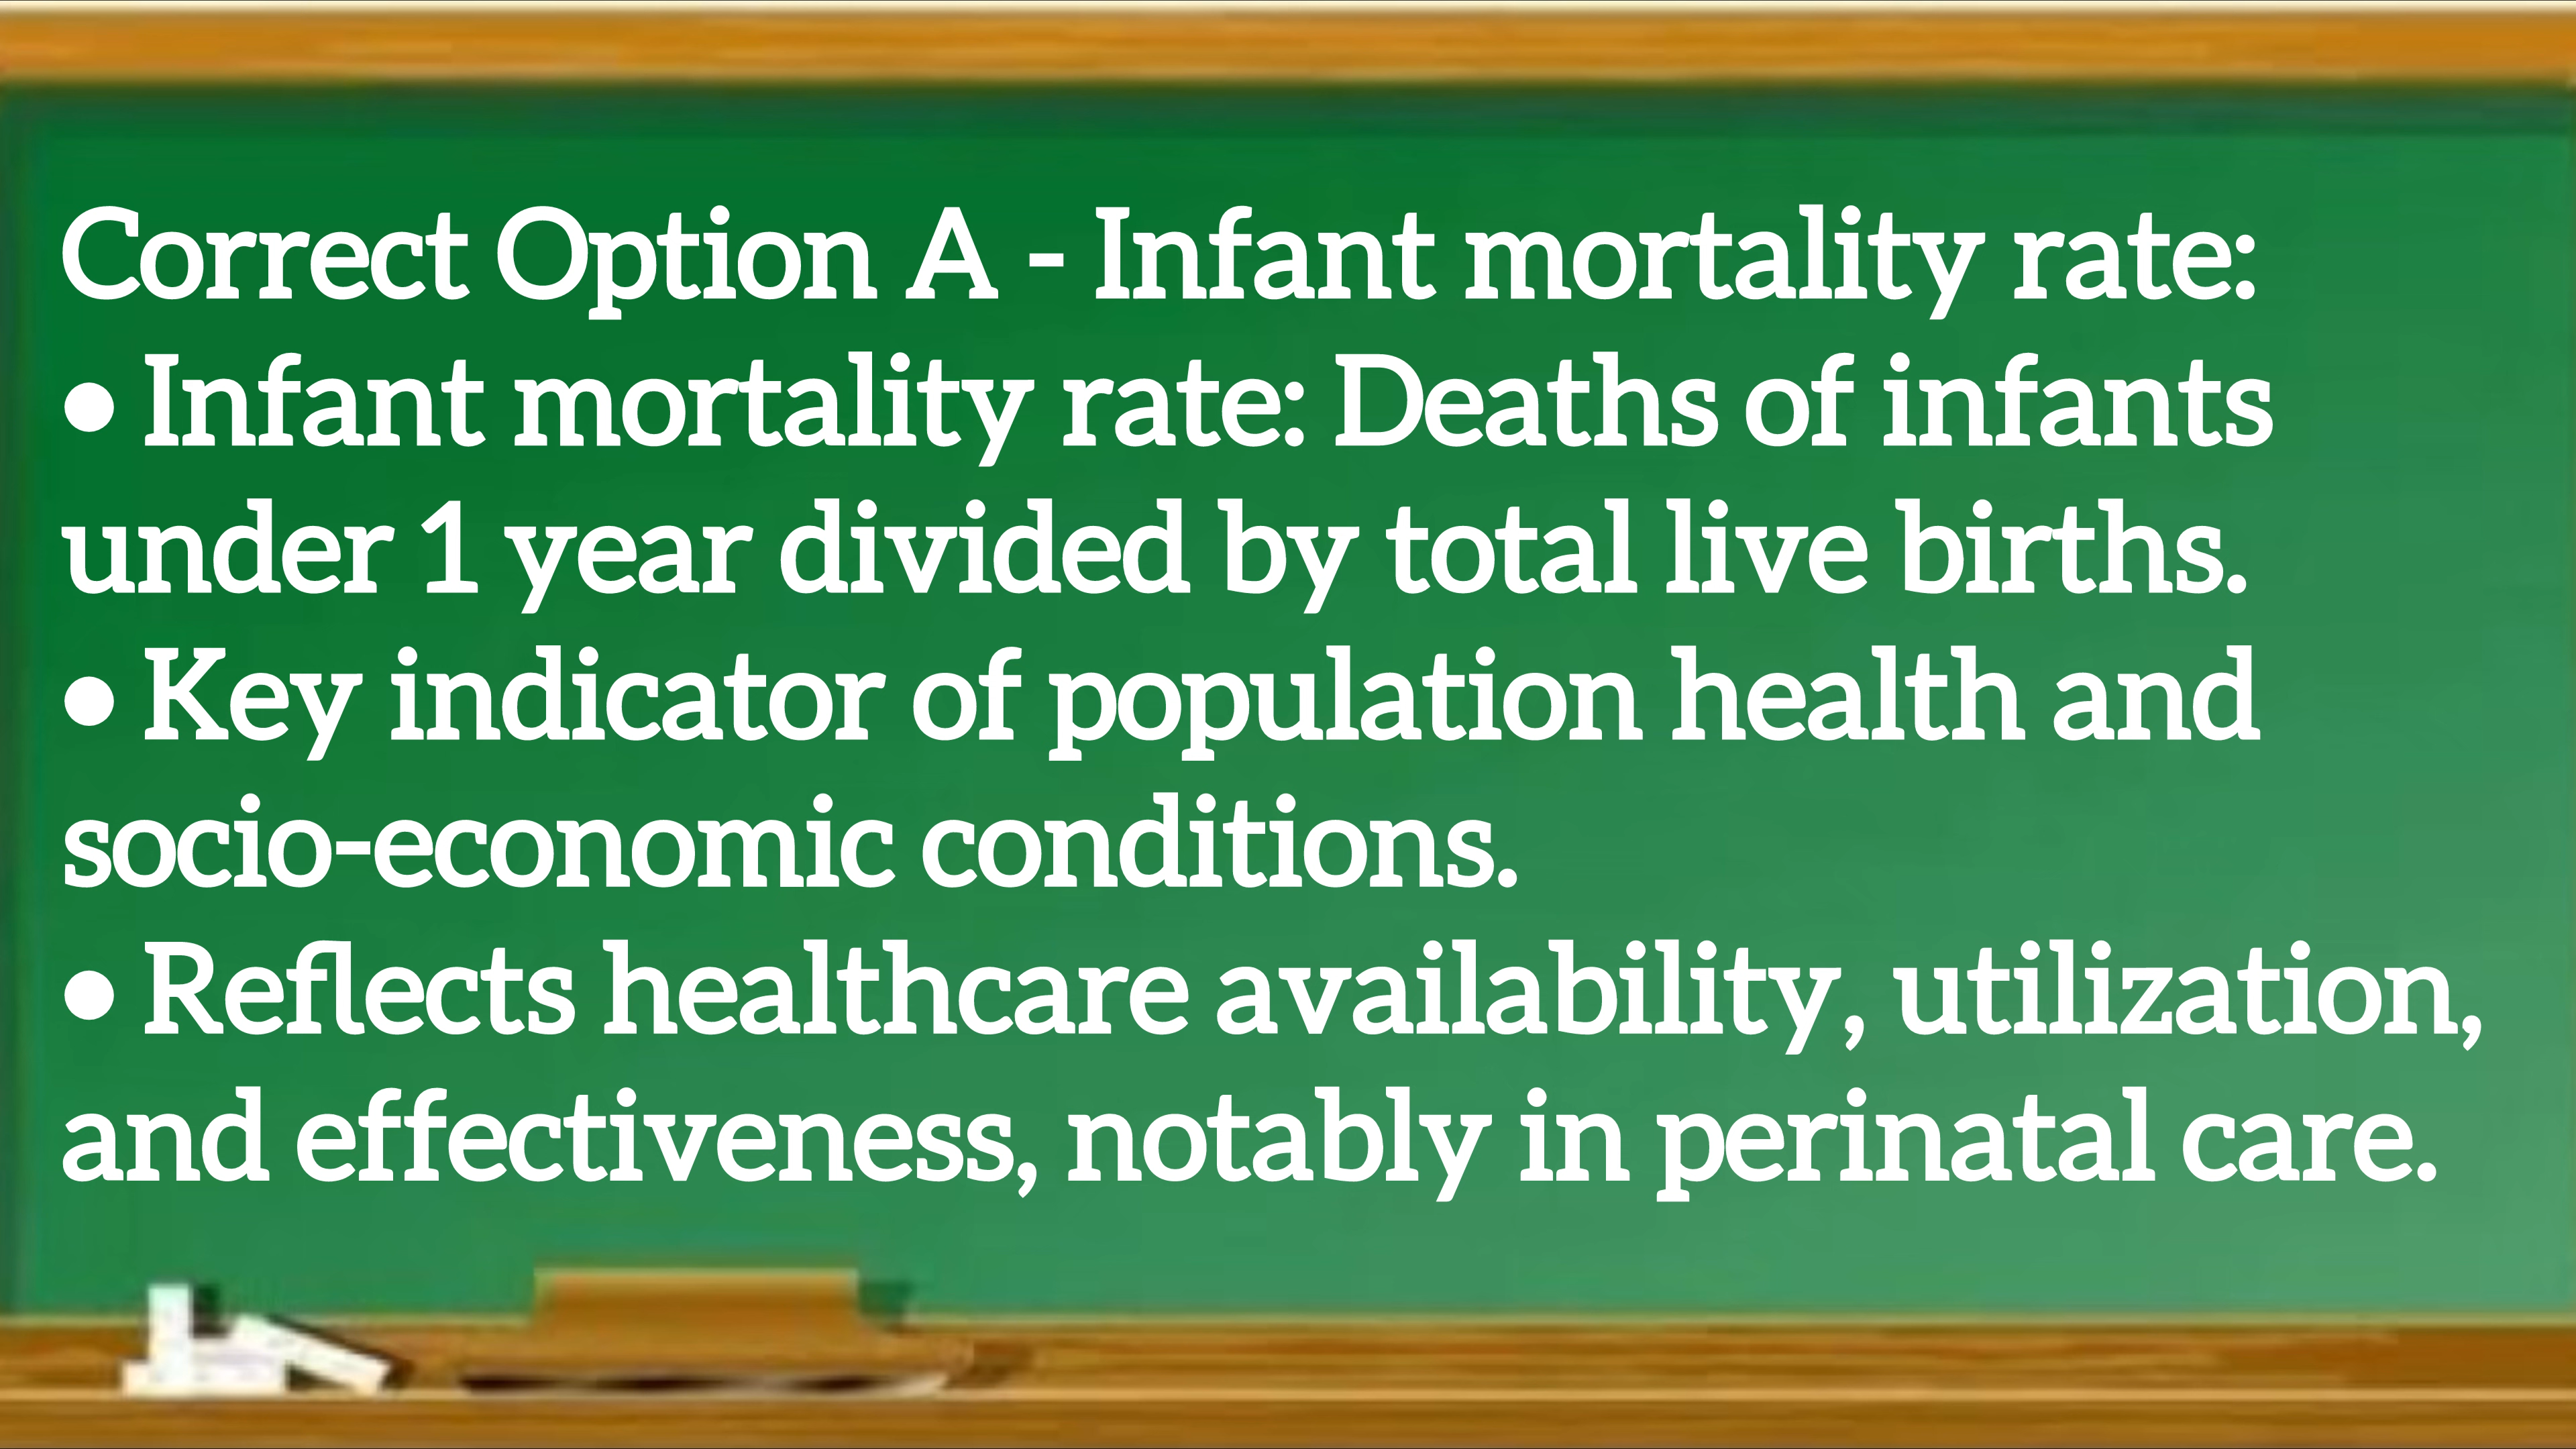 Correct Option A - Infant mortality rate:
● Infant mortality rate: Deaths of infants
under 1 year divided by total live births.
● Key indicator of population health and
socio-economic conditions.
● Reflects healthcare availability, utilization,
and effectiveness, notably in perinatal care.